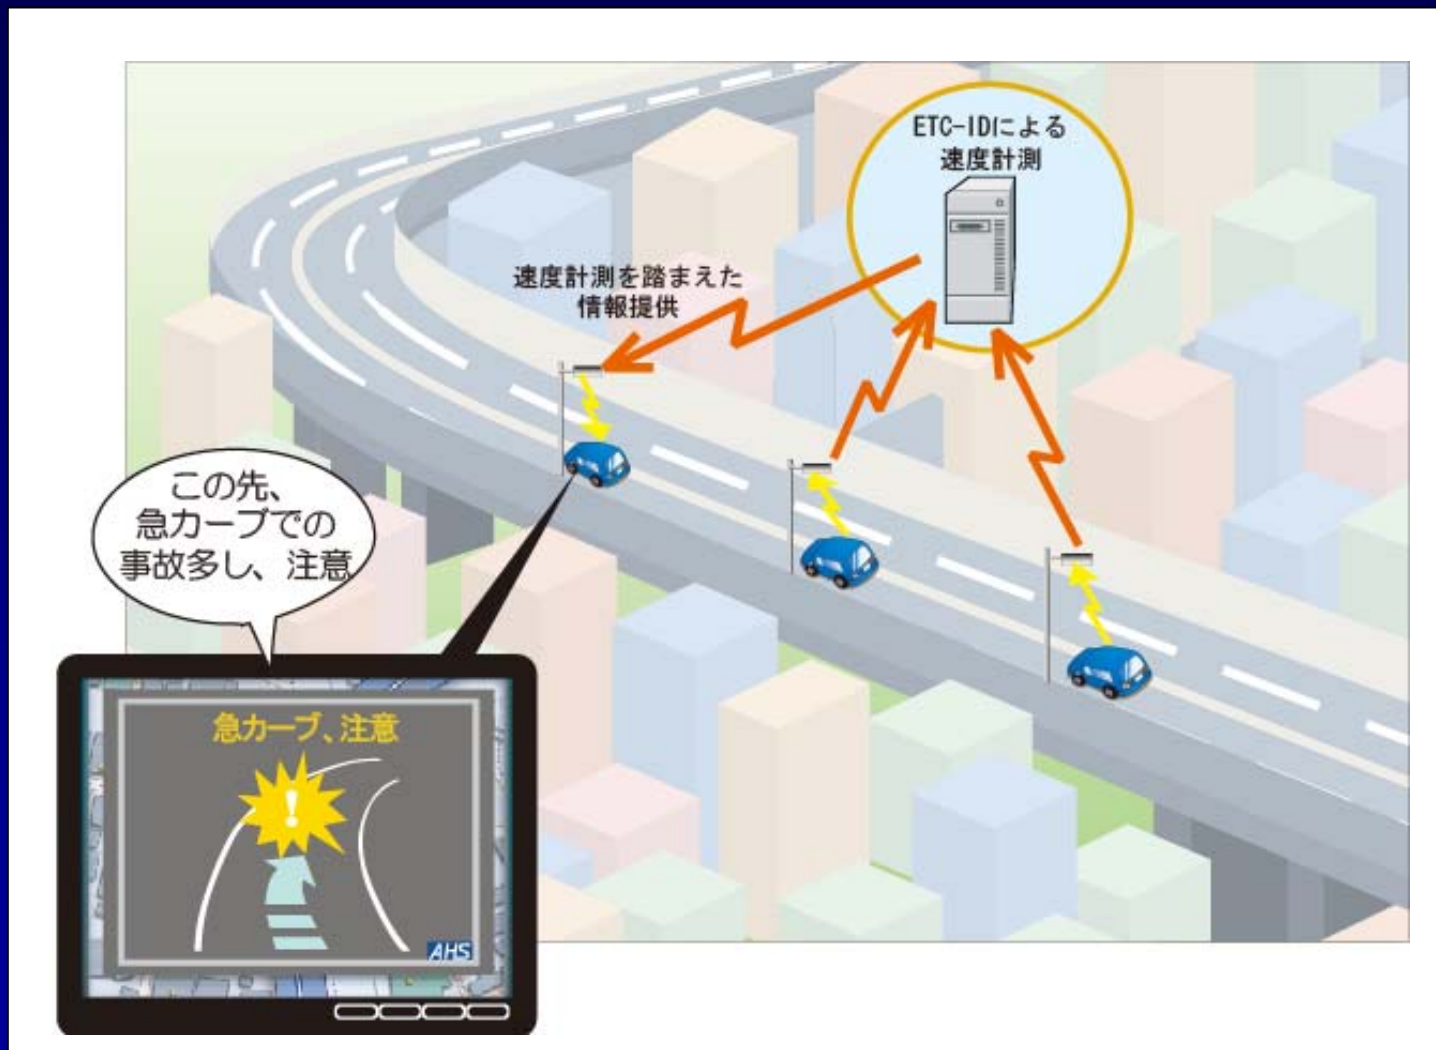 ETC-IDによる
速度計測
速度計測を踏まえた
情報提供
この先、
急カーブでの
事故多し、注意
急カーブ、注意
!
AHS